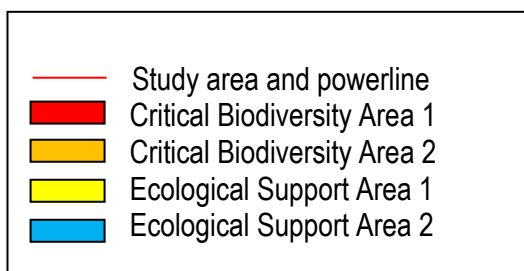 Study area and powerline
Critical Biodiversity Area 1
Critical Biodiversity Area 2
Ecological Support Area 1
Ecological Support Area 2